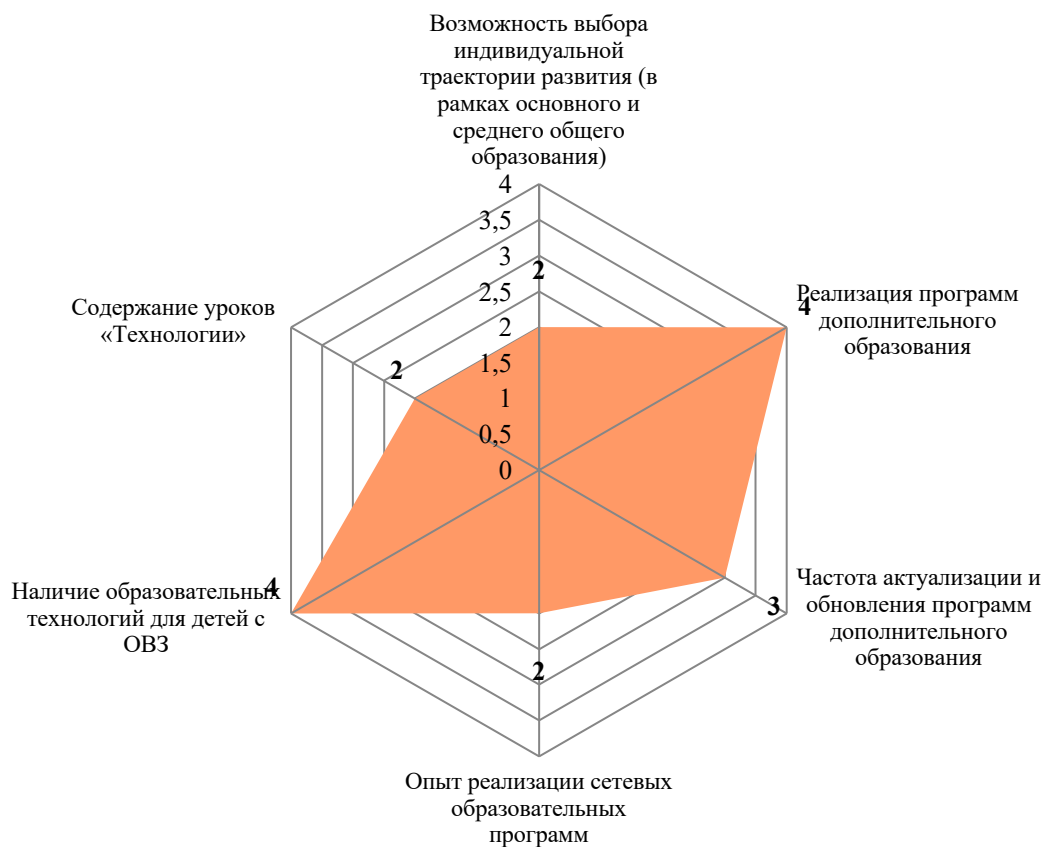 Возможность выбора
индивидуальной
траектории развития (в
рамках основного и
среднего общего
образования)
4
3,5
3
2,5
2
1,5
1
0,5
0
2
Реализация программ
дополнительного
образования
4
Частота актуализации и
обновления программ
дополнительного
образования
3
Опыт реализации сетевых
образовательных
программ
2
Наличие образовательных
технологий для детей с
ОВЗ
4
Содержание уроков
«Технологии»
2